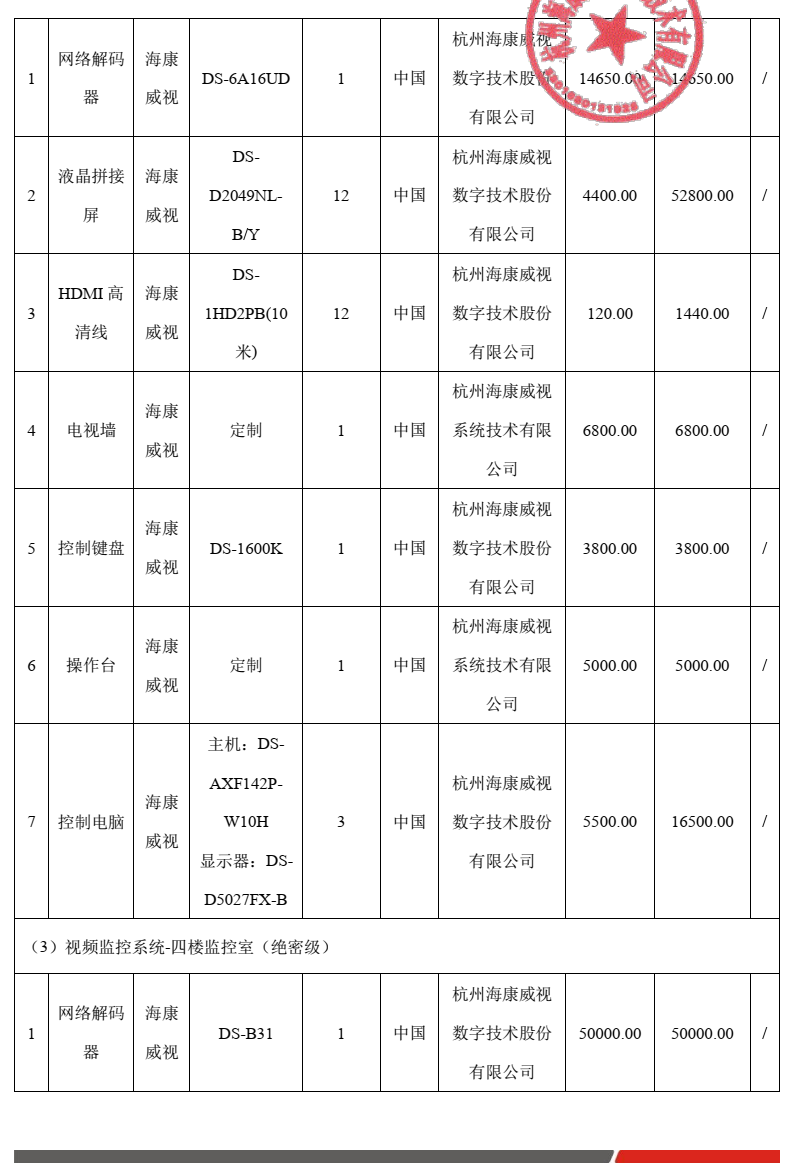 1
网络解码
器
海康
威视
DS-6A16UD
1
中国
杭州海康威视
数字技术股份
有限公司
14650.00
14650.00
/
2
液晶拼接
屏
海康
威视
DS-
D2049NL-
B/Y
12
中国
杭州海康威视
数字技术股份
有限公司
4400.00
52800.00
/
3
HDMI 高
清线
海康
威视
DS-
1HD2PB(10
米)
12
中国
杭州海康威视
数字技术股份
有限公司
120.00
1440.00
/
4
电视墙
海康
威视
定制
1
中国
杭州海康威视
系统技术有限
公司
6800.00
6800.00
/
5
控制键盘
海康
威视
DS-1600K
1
中国
杭州海康威视
数字技术股份
有限公司
3800.00
3800.00
/
6
操作台
海康
威视
定制
1
中国
杭州海康威视
系统技术有限
公司
5000.00
5000.00
/
7
控制电脑
海康
威视
主机：DS-
AXF142P-
W10H
显示器：DS-
D5027FX-B
3
中国
杭州海康威视
数字技术股份
有限公司
5500.00
16500.00
/
（3）视频监控系统-四楼监控室（绝密级）
1
网络解码
器
海康
威视
DS-B31
1
中国
杭州海康威视
数字技术股份
有限公司
50000.00
50000.00
/